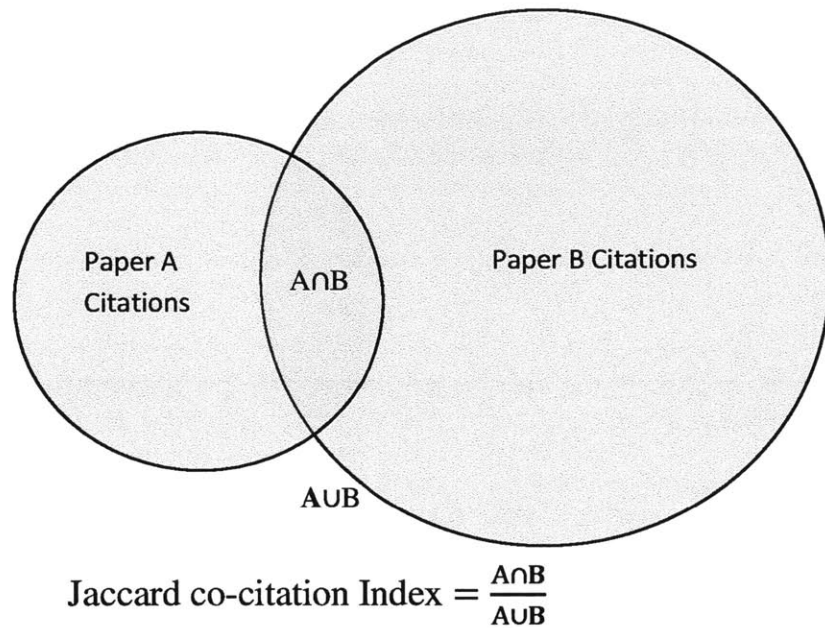 Paper A
Citations
A∩B
Paper B Citations
A∪B
Jaccard co-citation Index = A∩B / A∪B